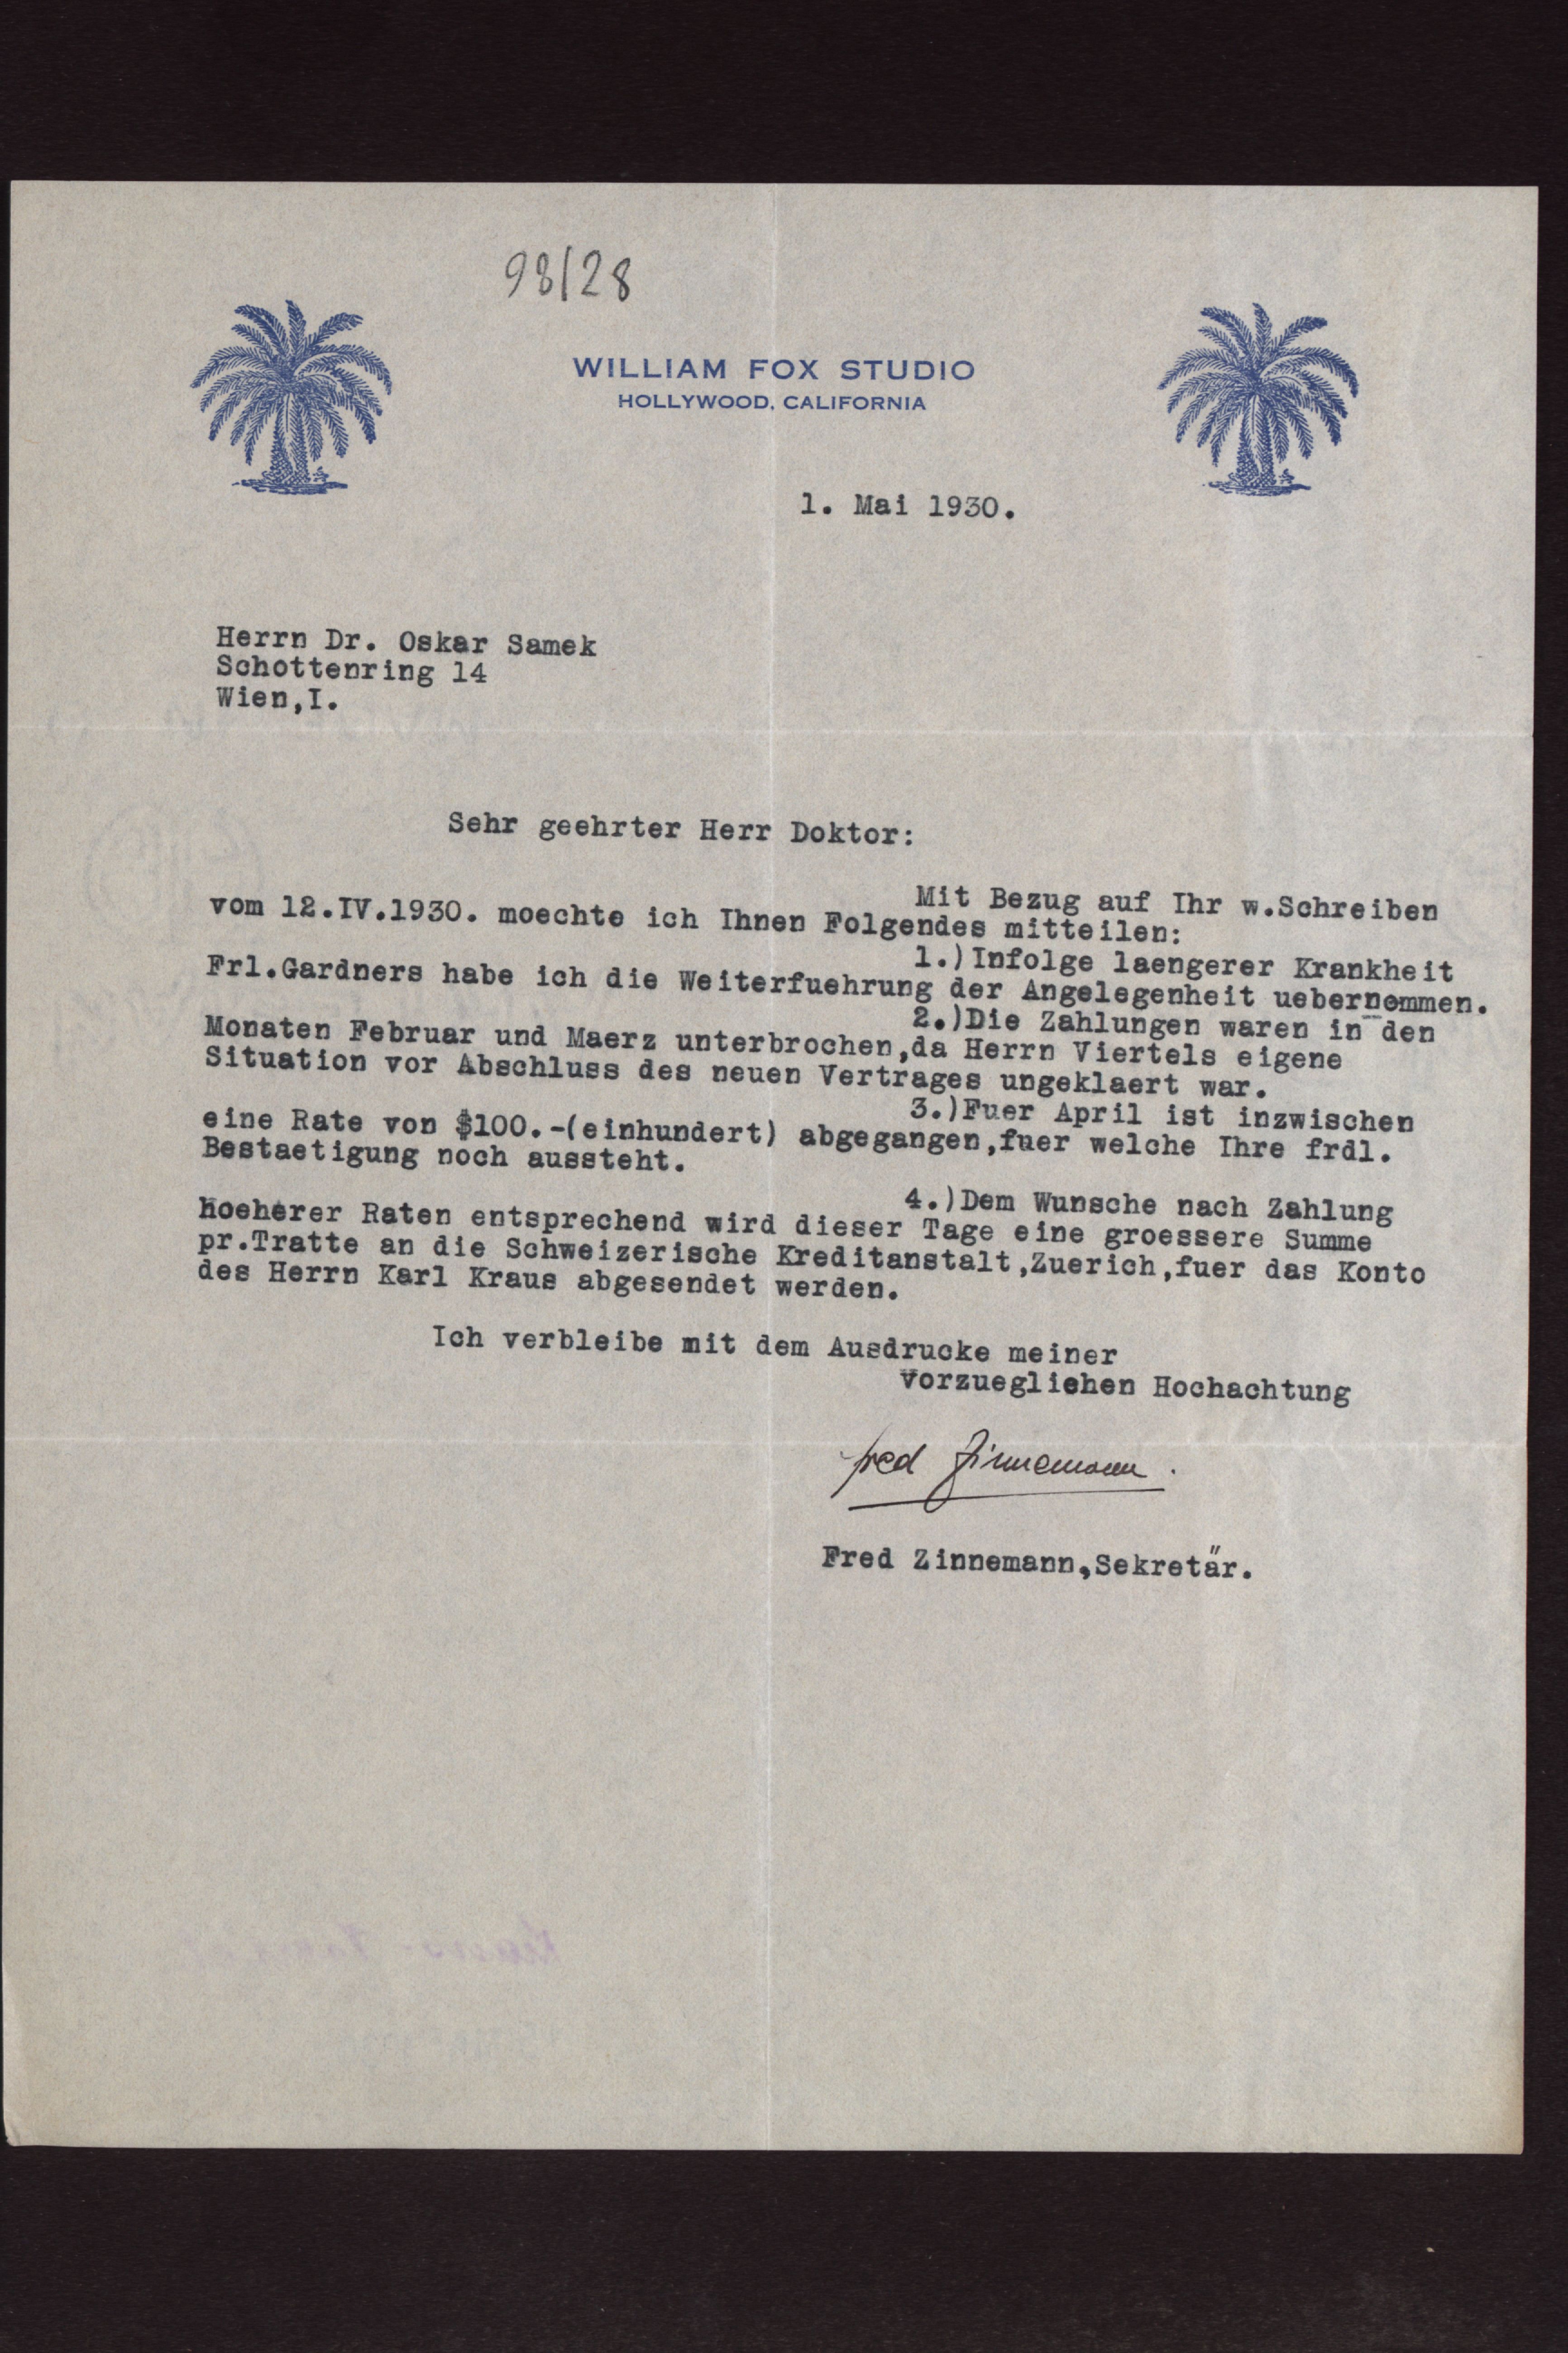 98/28
WILLIAM FOX STUDIO
HOLLYWOOD, CALIFORNIA
1. Mai 1930.
Herrn Dr. Oskar Samek
Schottenring 14
Wien,I.
Sehr geehrter Herr Doktor:
Mit Bezug auf Ihr w.Schreiben
vom 12.IV.1930. moechte ich Ihnen Folgendes mitteilen:
1.)Infolge laengerer Krankheit
Frl.Gardners habe ich die Weiterfuehrung der Angelegenheit uebernommen.
2.)Die Zahlungen waren in den
Monaten Februar und Maerz unterbrochen,da Herrn Viertels eigene
Situation vor Abschluss des neuen Vertrages ungeklaert war.
3.)Fuer April ist inzwischen
eine Rate von $100.-(einhundert) abgegangen,fuer welche Ihre frdl.
Bestaetigung noch aussteht.
4.)Dem Wunsche nach Zahlung
hoeherer Raten entsprechend wird dieser Tage eine groessere Summe
pr.Tratte an die Schweizerische Kreditanstalt,Zuerich,fuer das Konto
des Herrn Karl Kraus abgesendet werden.
Ich verbleibe mit dem Ausdrucke meiner
vorzueglichen Hochachtung
Fred Zinnemann.
Fred Zinnemann,Sekretär.